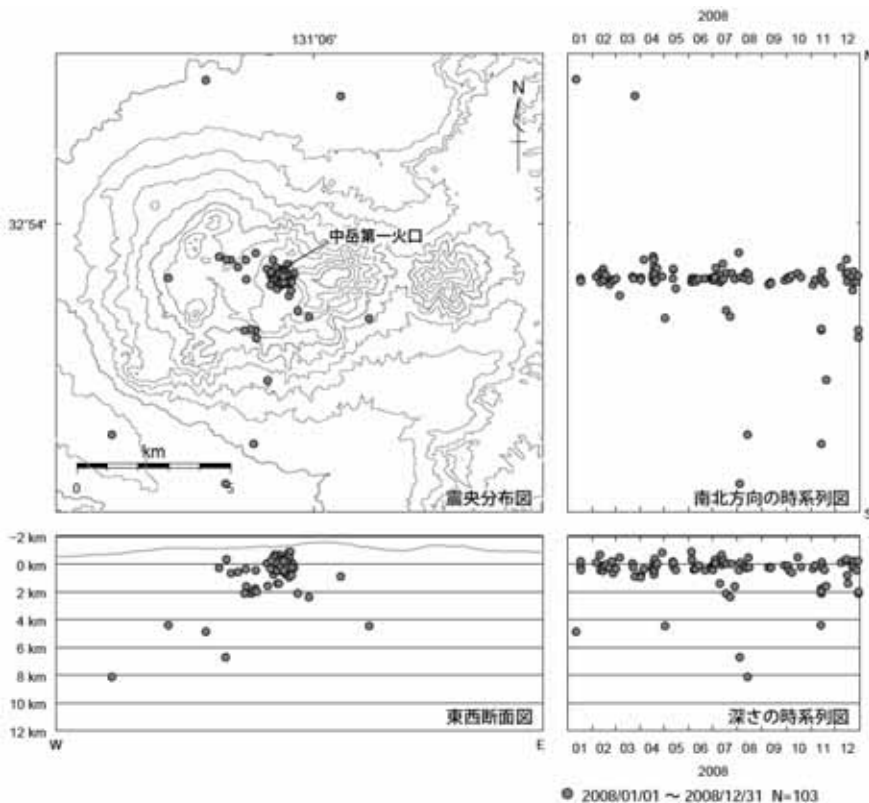 2008
131°06'
01 02 03 04 05 06 07 08 09 10 11 12
N
N
32°54'
中岳第一火口
km
0
5
震央分布図
南北方向の時系列図
S
-2 km
0 km
2 km
4 km
6 km
8 km
10 km
12 km
東西断面図
深さの時系列図
W
E
01 02 03 04 05 06 07 08 09 10 11 12
2008
2008/01/01 ~ 2008/12/31 N=103